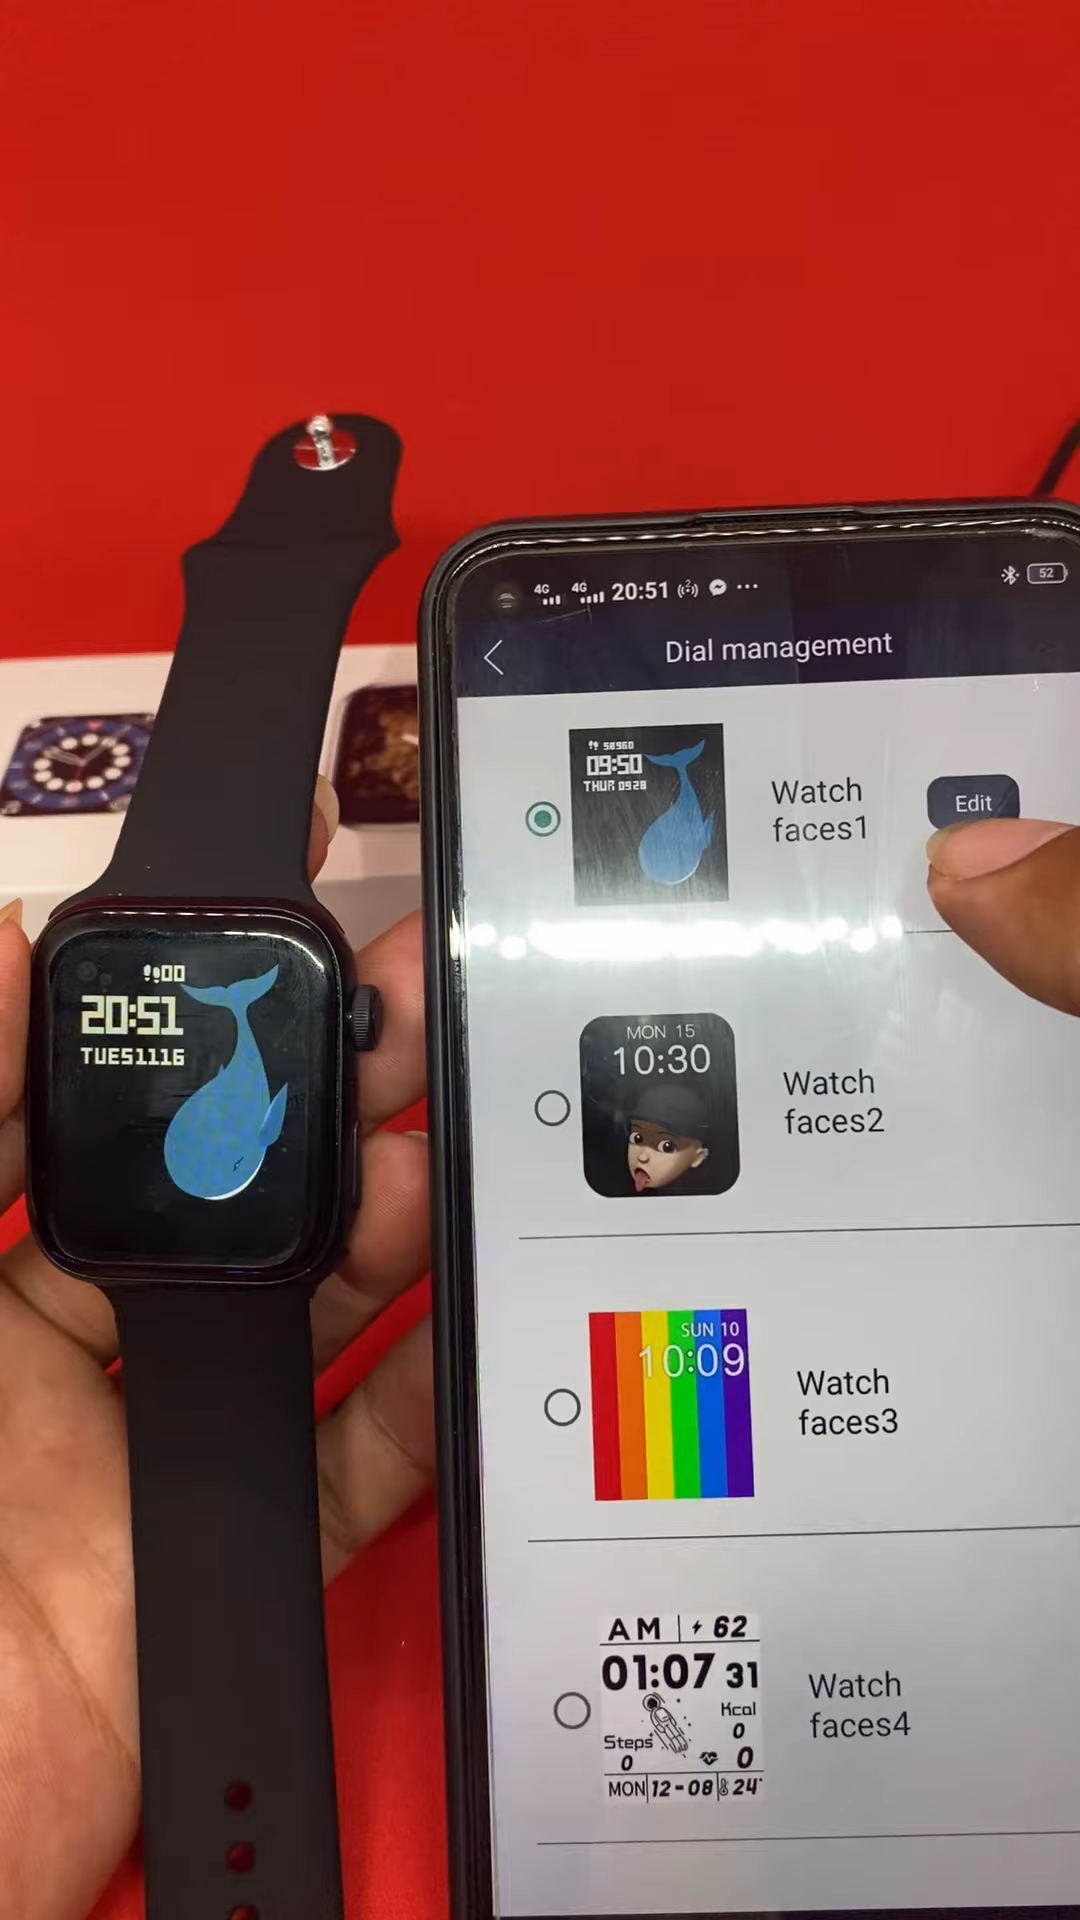 4G 4G 20:51 52
Dial management
58960
09:50
THUR 0928
Watch
faces1
Edit
00
20:51
TUES1116
MON 15
10:30
Watch
faces2
SUN 10
10:09
Watch
faces3
AM 62
01:07 31
Kcal
0
Steps
0
0
MON 12-08 24°
Watch
faces4